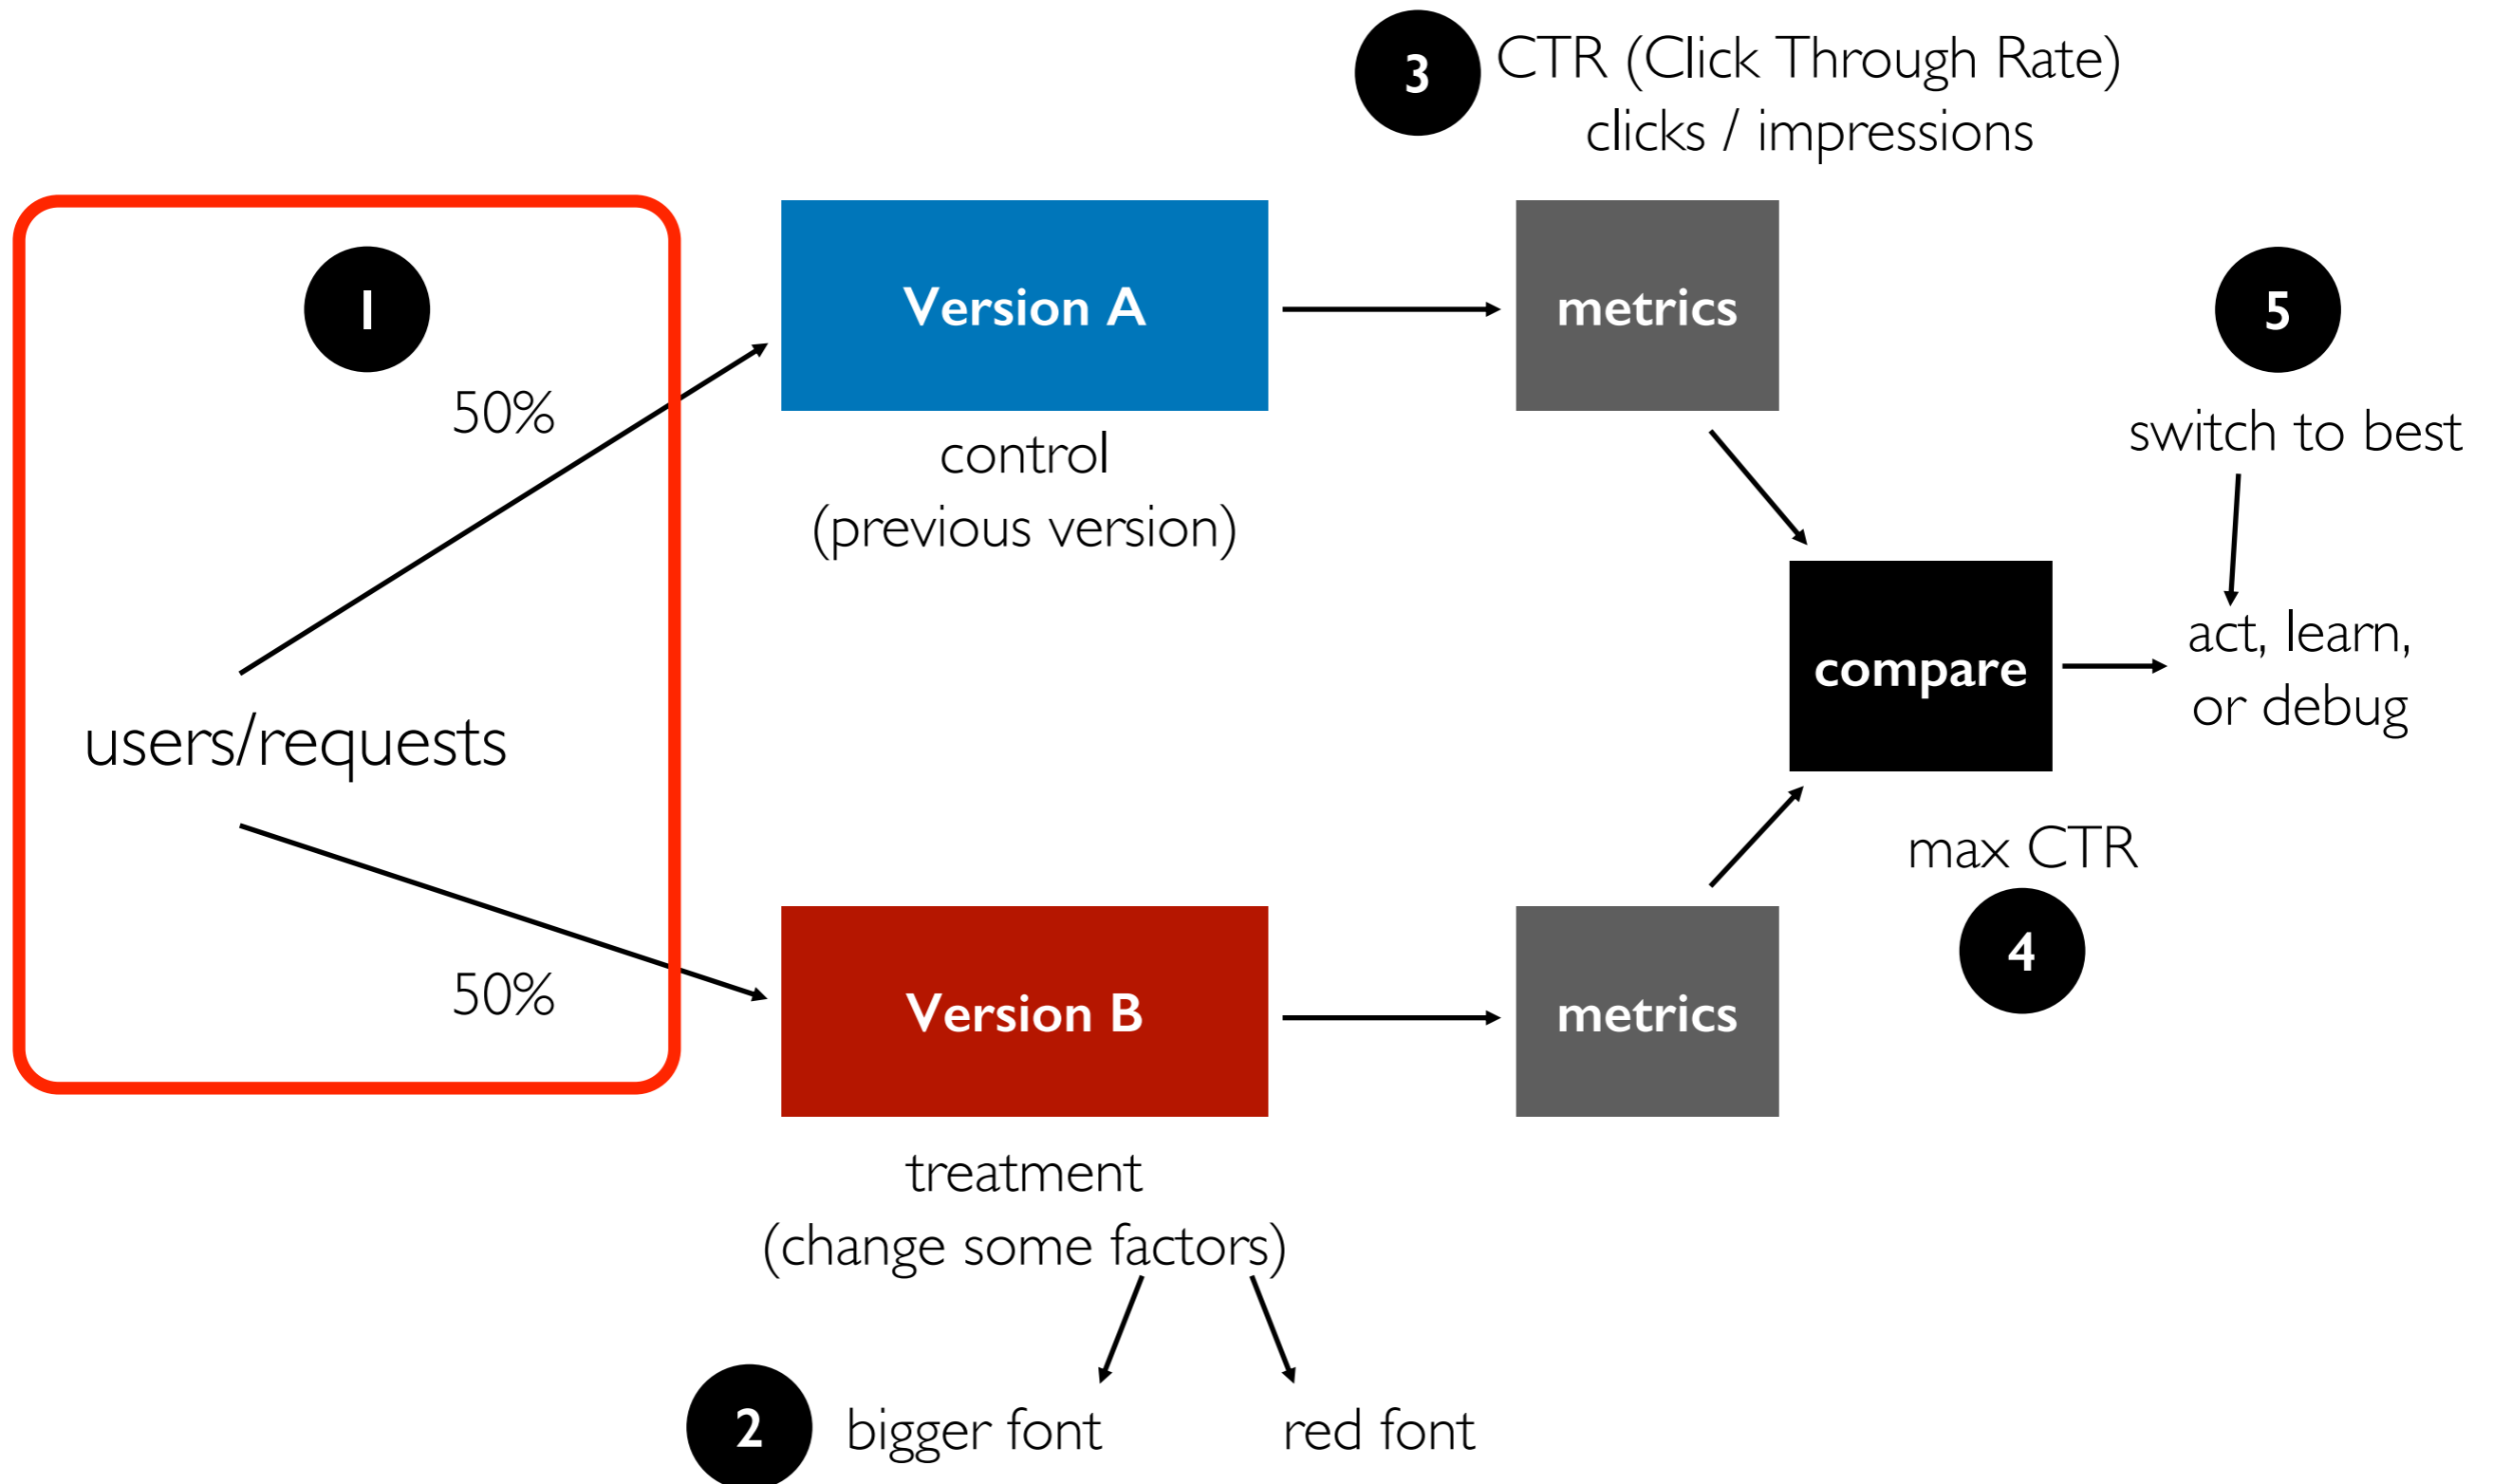 3
CTR (Click Through Rate)
clicks / impressions
1
50%
users/requests
50%
Version A
control
(previous version)
metrics
Version B
treatment
(change some factors)
2
bigger font
red font
metrics
compare
max CTR
4
5
switch to best
act, learn,
or debug